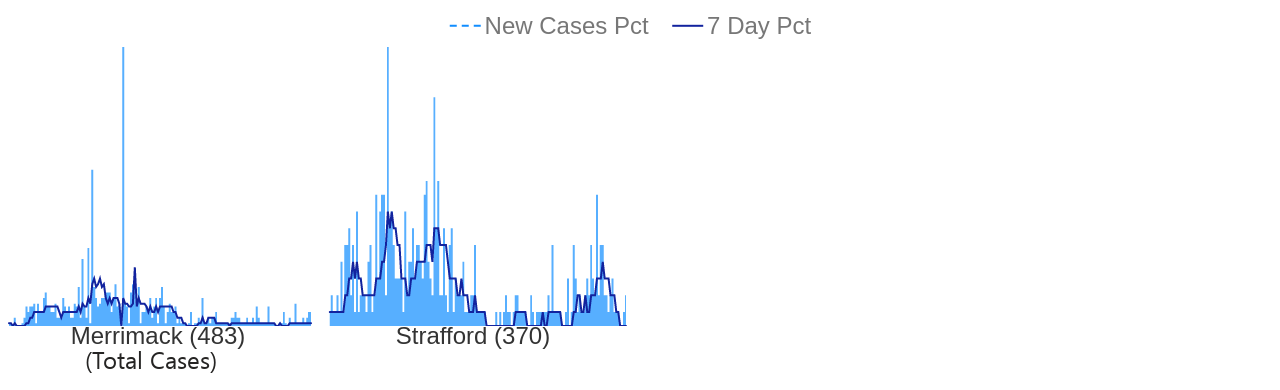 New Cases Pct 7 Day Pct
Merrimack (483) Strafford (370)
(Total Cases)